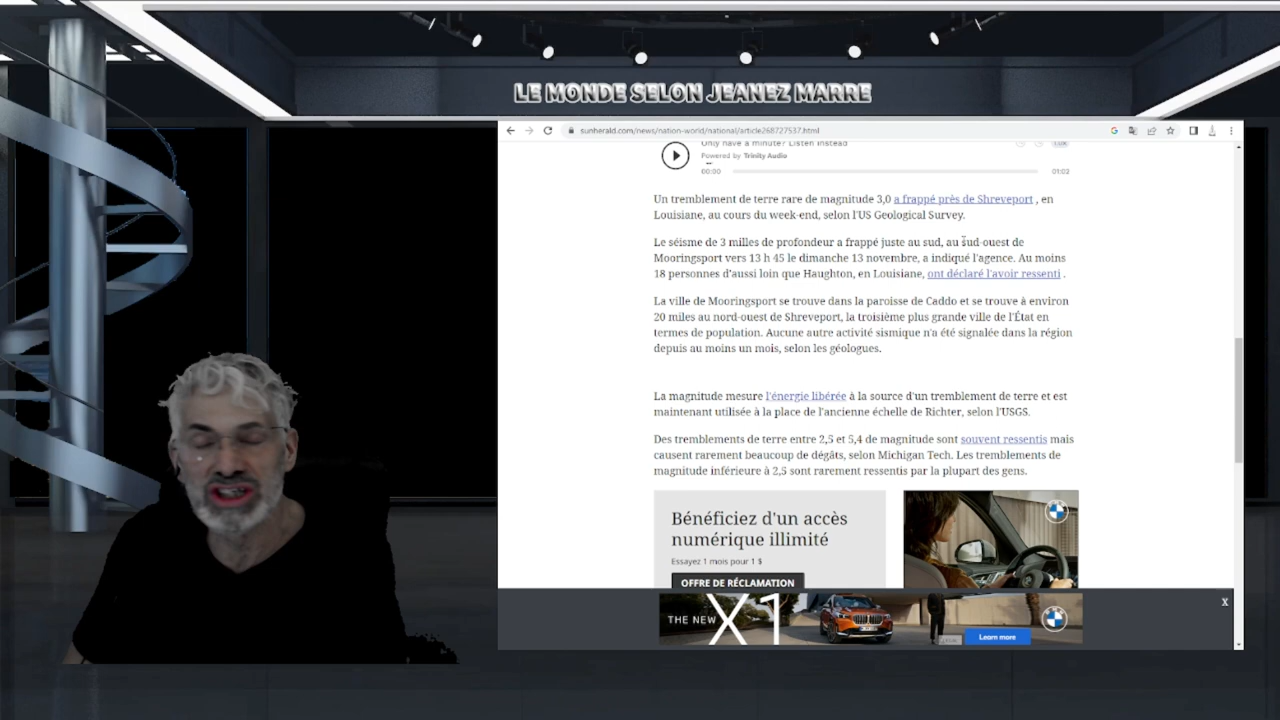 LE MONDE SELON JEANEZ MARRE
sunherald.com/news/nation-world/national/article268727537.html
Only have a minute? Listen instead
Powered by Trinity Audio
00:00 01:02
Un tremblement de terre rare de magnitude 3,0 a frappé près de Shreveport , en
Louisiane, au cours du week-end, selon l'US Geological Survey.
Le séisme de 3 milles de profondeur a frappé juste au sud, au sud-ouest de
Mooringsport vers 13 h 45 le dimanche 13 novembre, a indiqué l'agence. Au moins
18 personnes d'aussi loin que Haughton, en Louisiane, ont déclaré l'avoir ressenti .
La ville de Mooringsport se trouve dans la paroisse de Caddo et se trouve à environ
20 miles au nord-ouest de Shreveport, la troisième plus grande ville de l'État en
termes de population. Aucune autre activité sismique n'a été signalée dans la région
depuis au moins un mois, selon les géologues.
La magnitude mesure l'énergie libérée à la source d'un tremblement de terre et est
maintenant utilisée à la place de l'ancienne échelle de Richter, selon l'USGS.
Des tremblements de terre entre 2,5 et 5,4 de magnitude sont souvent ressentis mais
causent rarement beaucoup de dégâts, selon Michigan Tech. Les tremblements de
magnitude inférieure à 2,5 sont rarement ressentis par la plupart des gens.
Bénéficiez d'un accès
numérique illimité
Essayez 1 mois pour 1 $
OFFRE DE RÉCLAMATION
X
THE NEW X1
Learn more